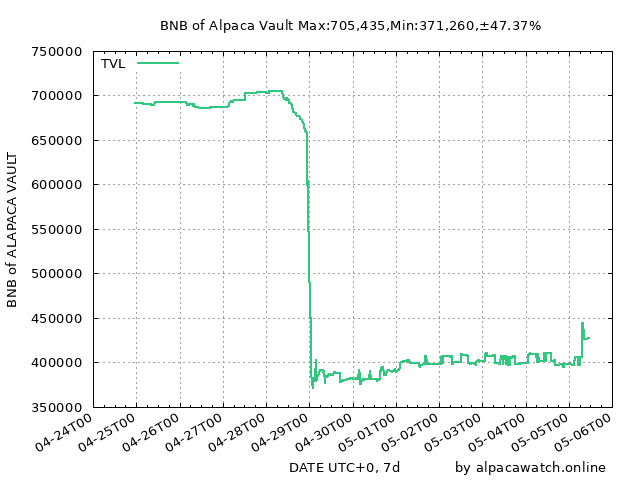 BNB of Alpaca Vault Max:705,435,Min:371,260,±47.37%
TVL
750000
700000
650000
600000
550000
500000
450000
400000
350000
BNB of ALAPACA VAULT
04-24T00
04-25T00
04-26T00
04-27T00
04-28T00
04-29T00
04-30T00
05-01T00
05-02T00
05-03T00
05-04T00
05-05T00
05-06T00
DATE UTC+0, 7d
by alpacawatch.online